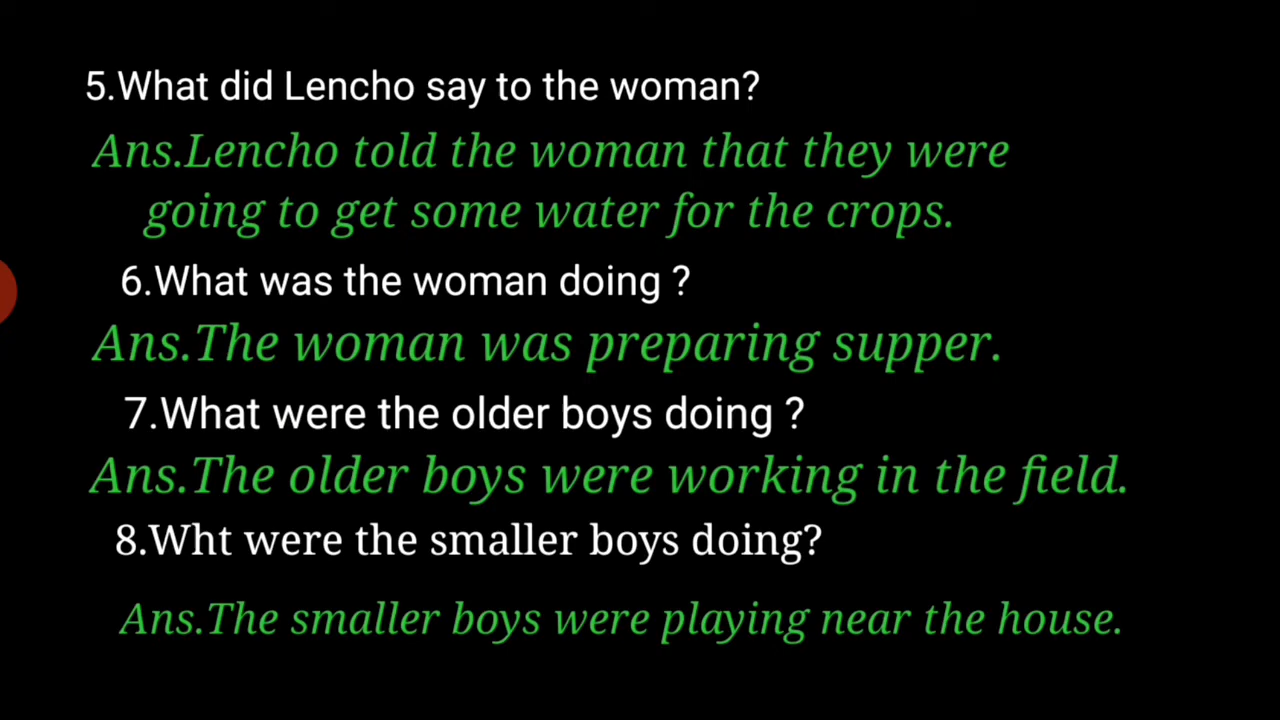 5.What did Lencho say to the woman?
Ans.Lencho told the woman that they were
going to get some water for the crops.
6.What was the woman doing ?
Ans.The woman was preparing supper.
7.What were the older boys doing ?
Ans.The older boys were working in the field.
8.Wht were the smaller boys doing?
Ans.The smaller boys were playing near the house.